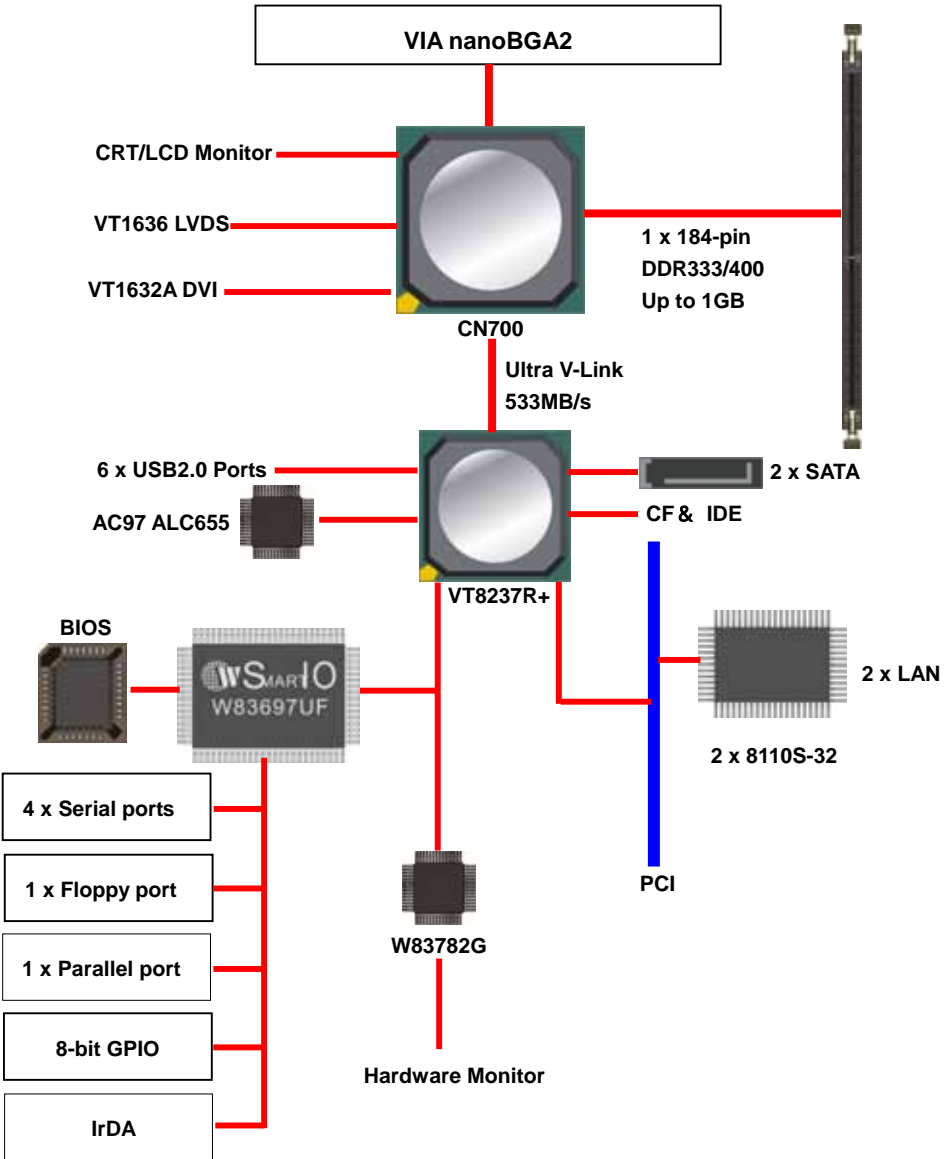 VIA nanoBGA2
CRT/LCD Monitor
VT1636 LVDS
VT1632A DVI
1 x 184-pin
DDR333/400
Up to 1GB
CN700
Ultra V-Link
533MB/s
6 x USB2.0 Ports
2 x SATA
AC97 ALC655
CF& IDE
VT8237R+
BIOS
WSMARTIO
W83697UF
2 x LAN
2 x 8110S-32
4 x Serial ports
1 x Floppy port
PCI
W83782G
1 x Parallel port
8-bit GPIO
Hardware Monitor
IrDA